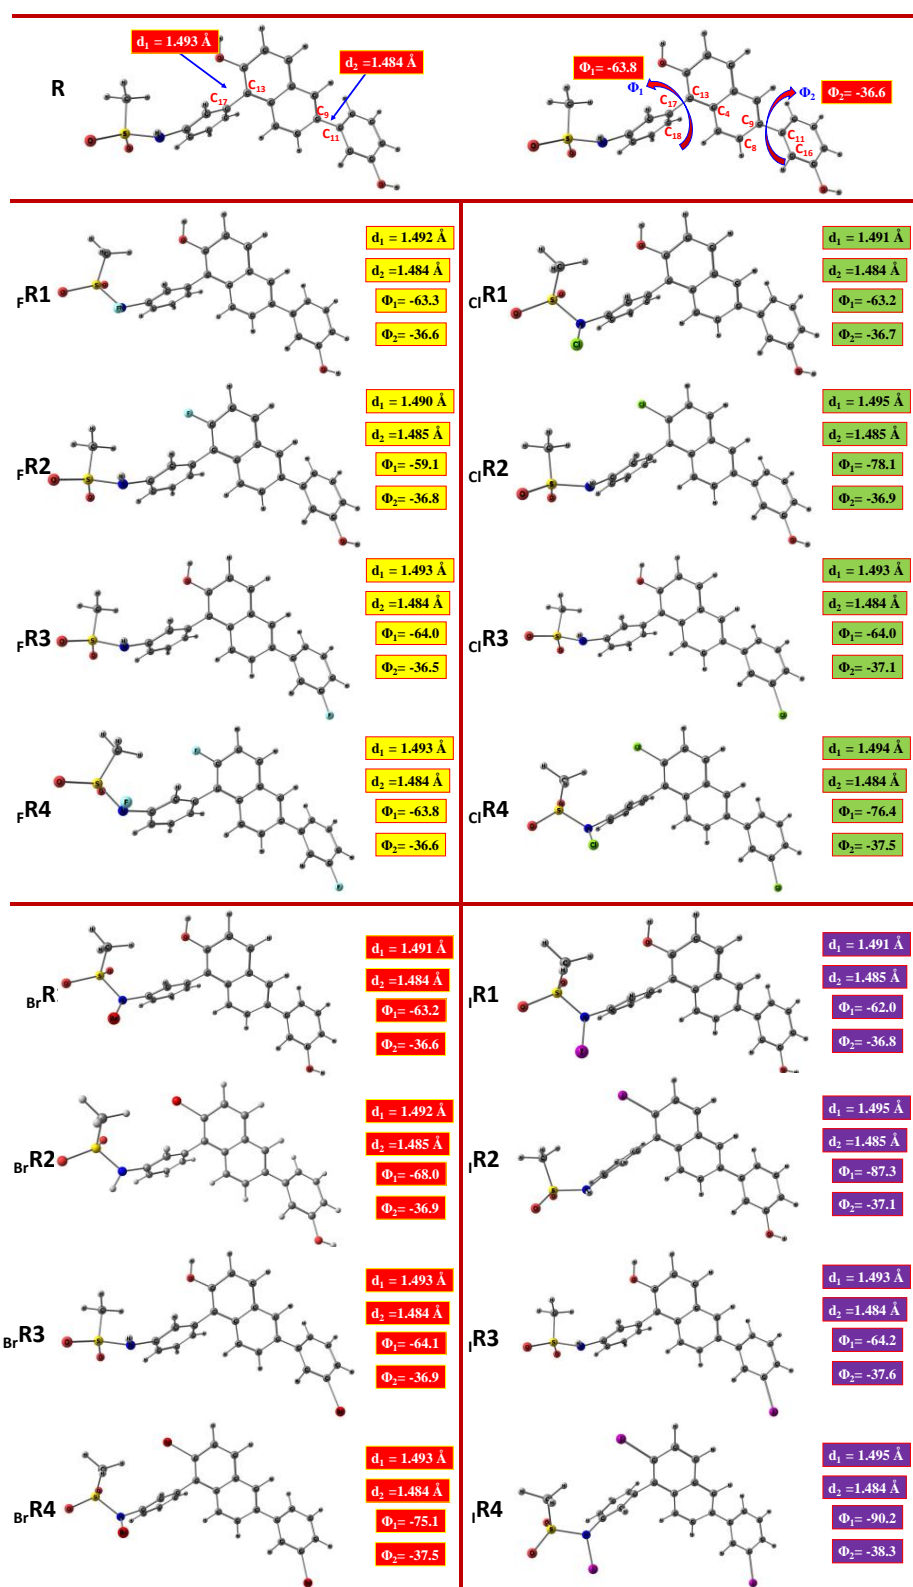 d₁ = 1.493 Å
d₂ =1.484 Å
R
C₁₇
C₁₃
C₉
C₁₁
Φ₁= -63.8
Φ₁
C₁₃
C₁₇
C₄
C₁₈
C₉
C₈
C₁₁
C₁₆
Φ₂
Φ₂= -36.6
FR1
d₁ = 1.492 Å
d₂ =1.484 Å
Φ₁= -63.3
Φ₂= -36.6
ClR1
d₁ = 1.491 Å
d₂ =1.484 Å
Φ₁= -63.2
Φ₂= -36.7
FR2
d₁ = 1.490 Å
d₂ =1.485 Å
Φ₁= -59.1
Φ₂= -36.8
ClR2
d₁ = 1.495 Å
d₂ =1.485 Å
Φ₁= -78.1
Φ₂= -36.9
FR3
d₁ = 1.493 Å
d₂ =1.484 Å
Φ₁= -64.0
Φ₂= -36.5
ClR3
d₁ = 1.493 Å
d₂ =1.484 Å
Φ₁= -64.0
Φ₂= -37.1
FR4
d₁ = 1.493 Å
d₂ =1.484 Å
Φ₁= -63.8
Φ₂= -36.6
ClR4
d₁ = 1.494 Å
d₂ =1.484 Å
Φ₁= -76.4
Φ₂= -37.5
BrR
d₁ = 1.491 Å
d₂ =1.484 Å
Φ₁= -63.2
Φ₂= -36.6
IR1
d₁ = 1.491 Å
d₂ =1.485 Å
Φ₁= -62.0
Φ₂= -36.8
BrR2
d₁ = 1.492 Å
d₂ =1.485 Å
Φ₁= -68.0
Φ₂= -36.9
IR2
d₁ = 1.495 Å
d₂ =1.485 Å
Φ₁= -87.3
Φ₂= -37.1
BrR3
d₁ = 1.493 Å
d₂ =1.484 Å
Φ₁= -64.1
Φ₂= -36.9
IR3
d₁ = 1.493 Å
d₂ =1.484 Å
Φ₁= -64.2
Φ₂= -37.6
BrR4
d₁ = 1.493 Å
d₂ =1.484 Å
Φ₁= -75.1
Φ₂= -37.5
IR4
d₁ = 1.495 Å
d₂ =1.484 Å
Φ₁= -90.2
Φ₂= -38.3